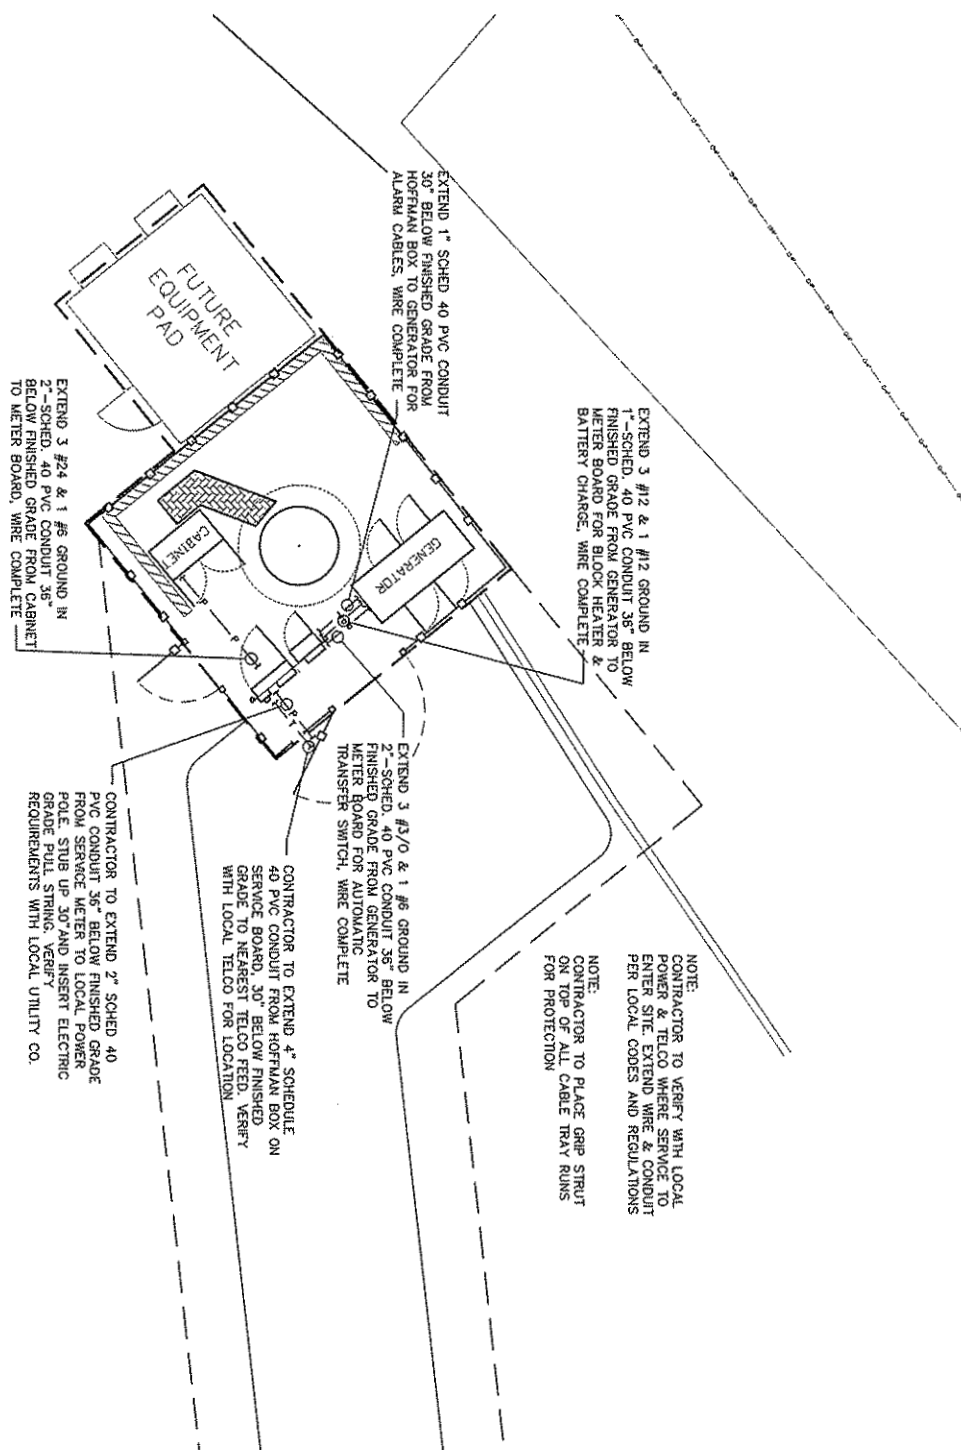 EXTEND 1" SCHED 40 PVC CONDUIT
30" BELOW FINISHED GRADE FROM
HOFFMAN BOX TO GENERATOR FOR
ALARM CABLES, WIRE COMPLETE
EXTEND 3 #12 & 1 #12 GROUND IN
1"-SCHED. 40 PVC CONDUIT 36" BELOW
FINISHED GRADE FROM GENERATOR TO
METER BOARD FOR BLOCK HEATER &
BATTERY CHARGE, WIRE COMPLETE
FUTURE
EQUIPMENT
PAD
GENERATOR
CABINET
EXTEND 3 #24 & 1 #6 GROUND IN
2"-SCHED. 40 PVC CONDUIT 36"
BELOW FINISHED GRADE FROM CABINET
TO METER BOARD, WIRE COMPLETE
EXTEND 3 #3/0 & 1 #6 GROUND IN
2"-SCHED. 40 PVC CONDUIT 36" BELOW
FINISHED GRADE FROM GENERATOR TO
METER BOARD FOR AUTOMATIC
TRANSFER SWITCH, WIRE COMPLETE
CONTRACTOR TO EXTEND 4" SCHEDULE
40 PVC CONDUIT FROM HOFFMAN BOX ON
SERVICE BOARD, 30" BELOW FINISHED
GRADE TO NEAREST TELCO FEED. VERIFY
WITH LOCAL TELCO FOR LOCATION
CONTRACTOR TO EXTEND 2" SCHED 40
PVC CONDUIT 36" BELOW FINISHED GRADE
FROM SERVICE METER TO LOCAL POWER
POLE. STUB UP 30" AND INSERT ELECTRIC
GRADE PULL STRING. VERIFY
REQUIREMENTS WITH LOCAL UTILITY CO.
NOTE:
CONTRACTOR TO VERIFY WITH LOCAL
POWER & TELCO WHERE SERVICE TO
ENTER SITE. EXTEND WIRE & CONDUIT
PER LOCAL CODES AND REGULATIONS
NOTE:
CONTRACTOR TO PLACE GRIP STRUT
ON TOP OF ALL CABLE TRAY RUNS
FOR PROTECTION